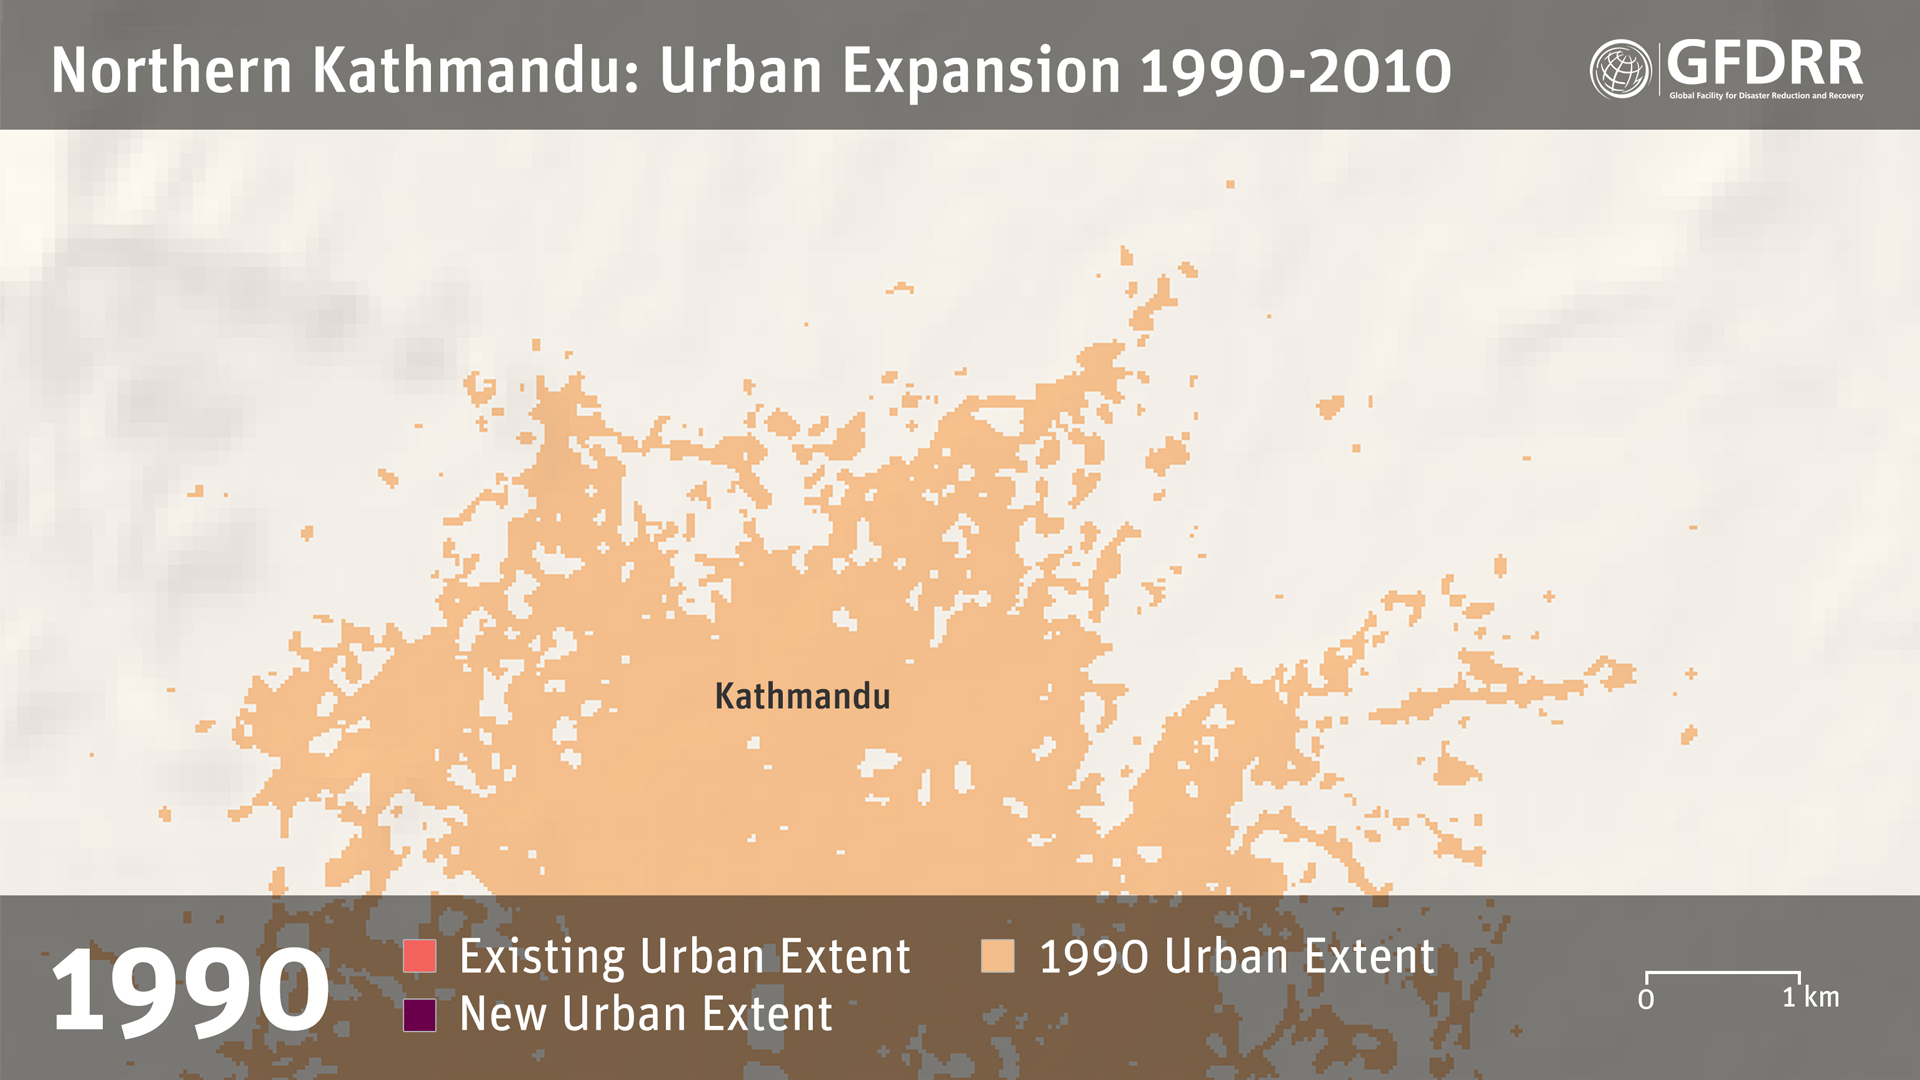 Northern Kathmandu: Urban Expansion 1990-2010
GFDRR
Global Facility for Disaster Reduction and Recovery
Kathmandu
1990
Existing Urban Extent
1990 Urban Extent
New Urban Extent
0 1 km